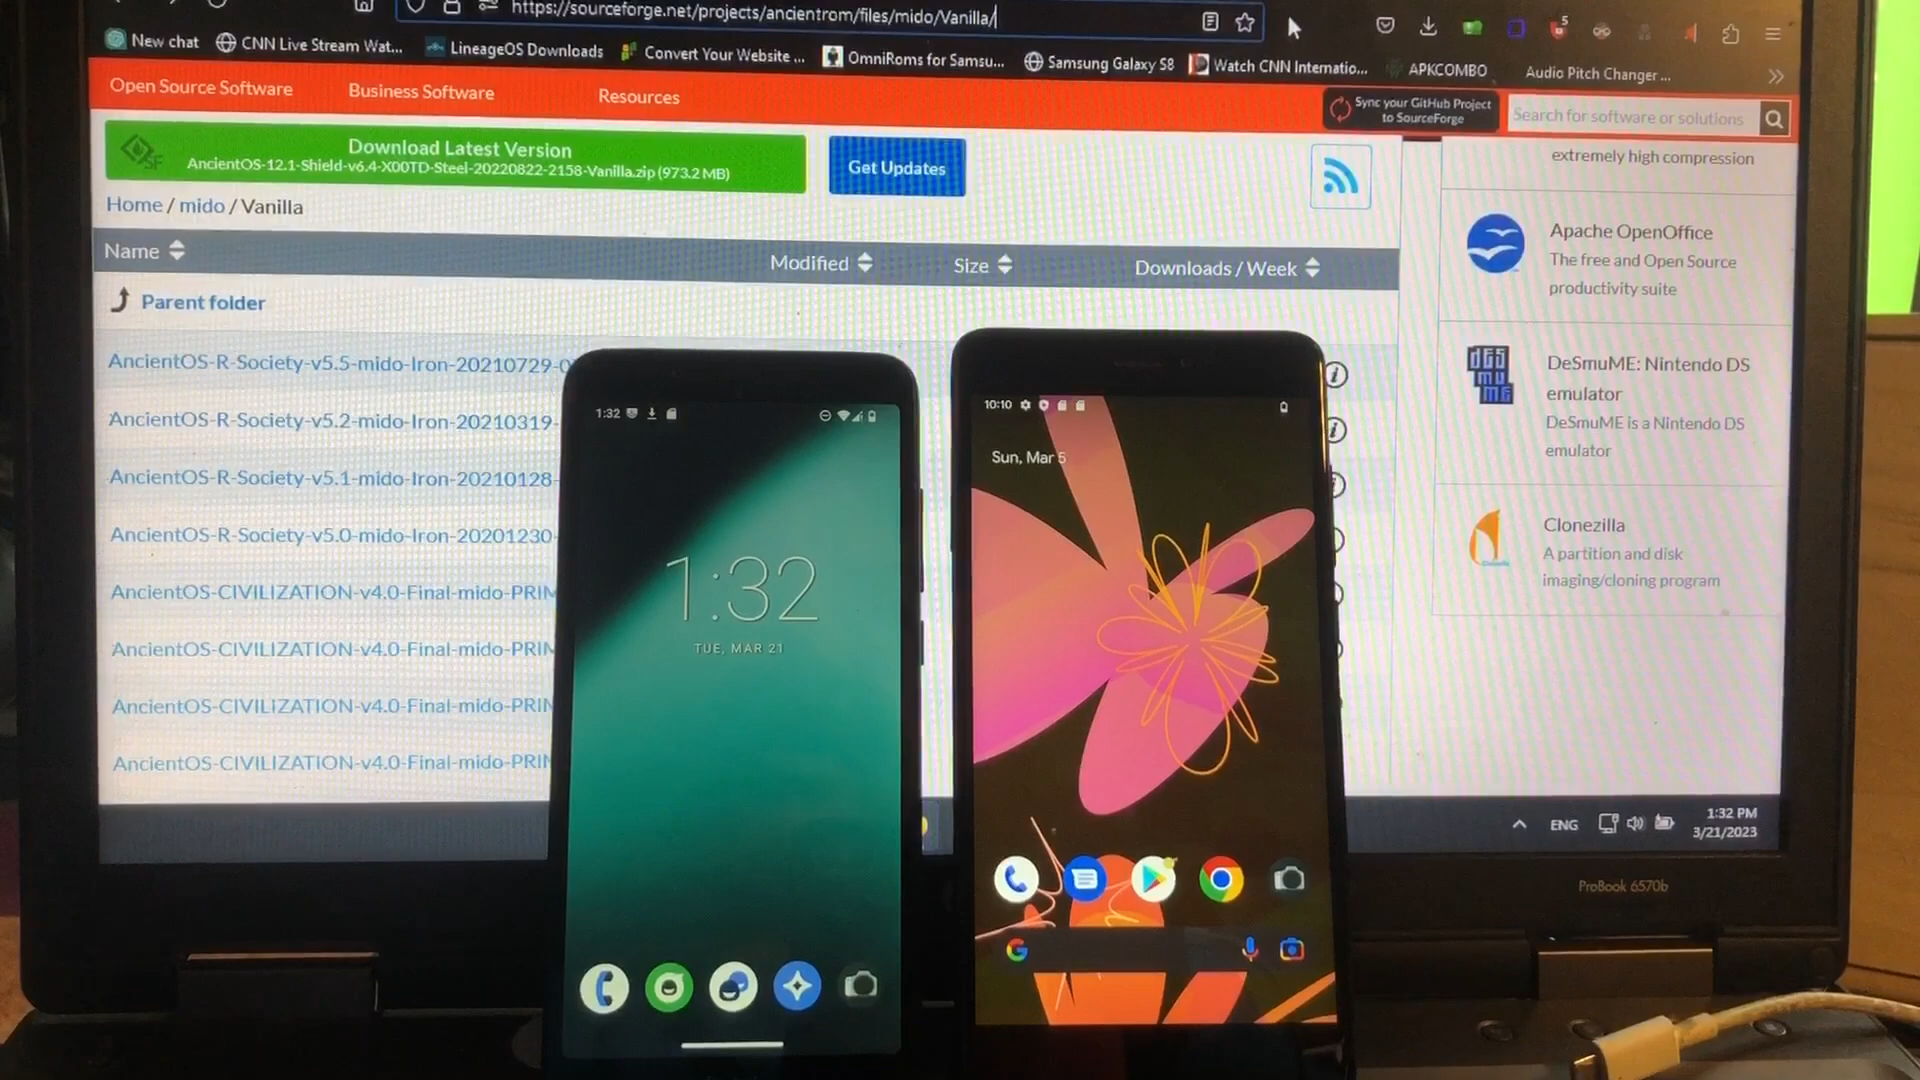 https://sourceforge.net/projects/ancientrom/files/mido/Vanilla/
5
New chat
CNN Live Stream Wat...
LineageOS Downloads
Convert Your Website ...
OmniRoms for Samsu...
Samsung Galaxy S8
Watch CNN Internatio...
APKCOMBO
Audio Pitch Changer ...
Open Source Software
Business Software
Resources
Sync your GitHub Project
to SourceForge
Search for software or solutions
SF
Download Latest Version
AncientOS-12.1-Shield-v6.4-X00TD-Steel-20220822-2158-Vanilla.zip (973.2 MB)
Get Updates
extremely high compression
Home / mido / Vanilla
Name
Modified
Size
Downloads / Week
Parent folder
AncientOS-R-Society-v5.5-mido-Iron-20210729-0
AncientOS-R-Society-v5.2-mido-Iron-20210319-
AncientOS-R-Society-v5.1-mido-Iron-20210128-
AncientOS-R-Society-v5.0-mido-Iron-20201230-
AncientOS-CIVILIZATION-v4.0-Final-mido-PRIM
AncientOS-CIVILIZATION-v4.0-Final-mido-PRIN
AncientOS-CIVILIZATION-v4.0-Final-mido-PRIN
AncientOS-CIVILIZATION-v4.0-Final-mido-PRIN
Apache OpenOffice
The free and Open Source
productivity suite
DeSmuME: Nintendo DS
emulator
DeSmuME is a Nintendo DS
emulator
Clonezilla
A partition and disk
imaging/cloning program
1:32
1:32
TUE, MAR 21
10:10
Sun, Mar 5
G
ENG
1:32 PM
3/21/2023
ProBook 6570b